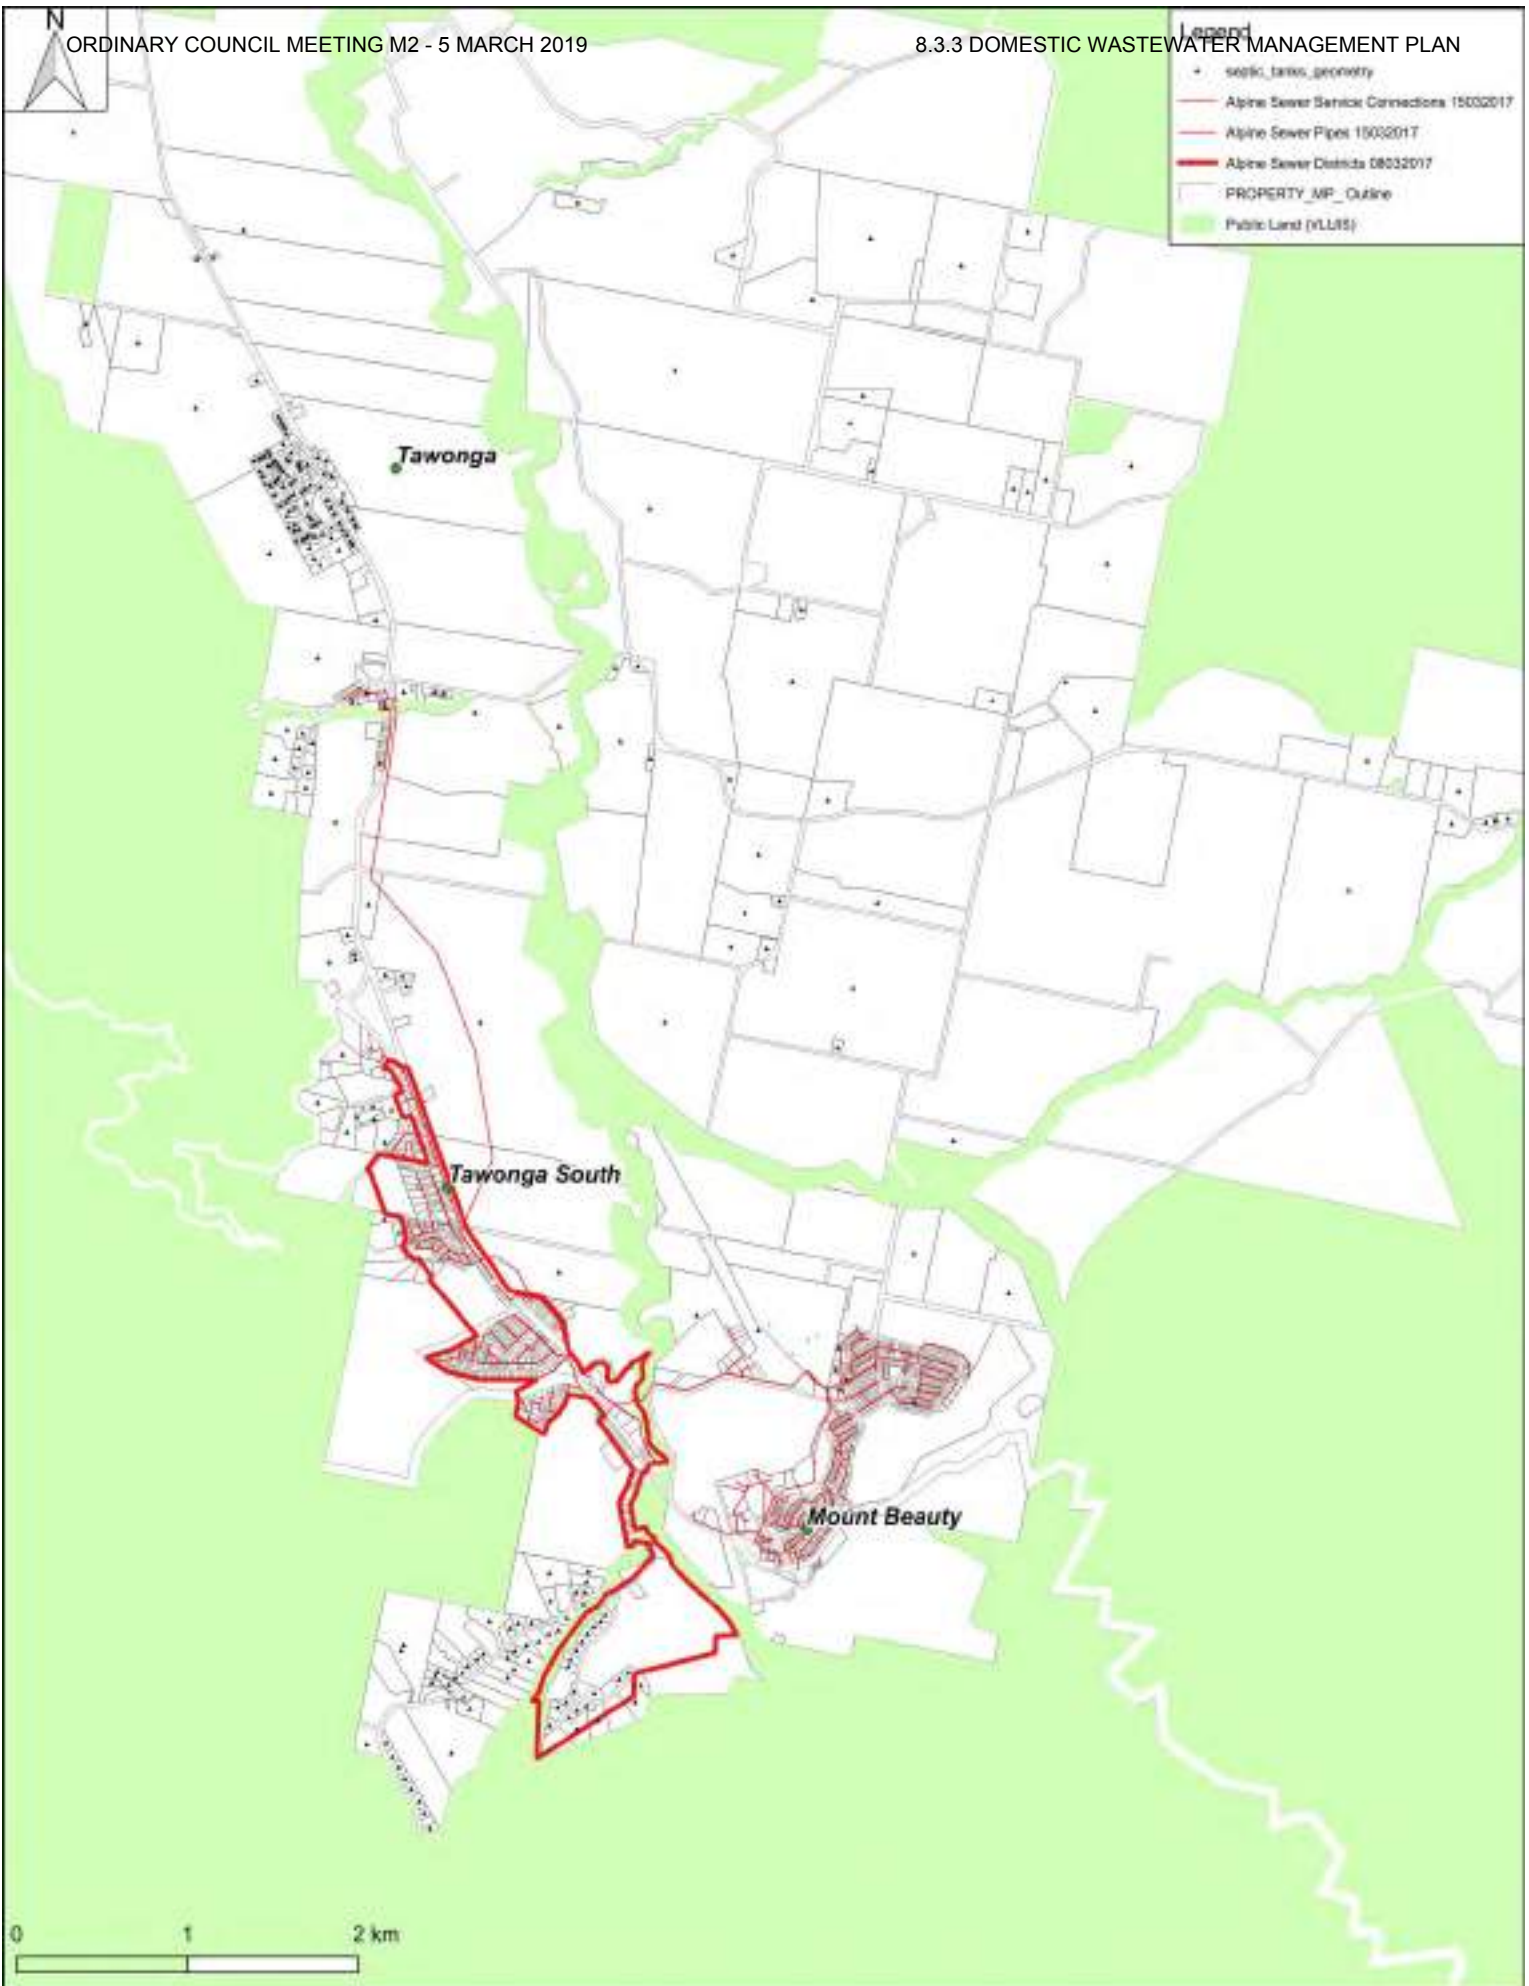 N
ORDINARY COUNCIL MEETING M2 - 5 MARCH 2019
8.3.3 DOMESTIC WASTEWATER MANAGEMENT PLAN
Legend
septic_tanks_geometry
Alpine Sewer Service Connections 15032017
Alpine Sewer Pipes 15032017
Alpine Sewer Districts 08032017
PROPERTY_MP_ Outline
Public Land (VLUIS)
Tawonga
Tawonga South
Mount Beauty
0 1 2 km